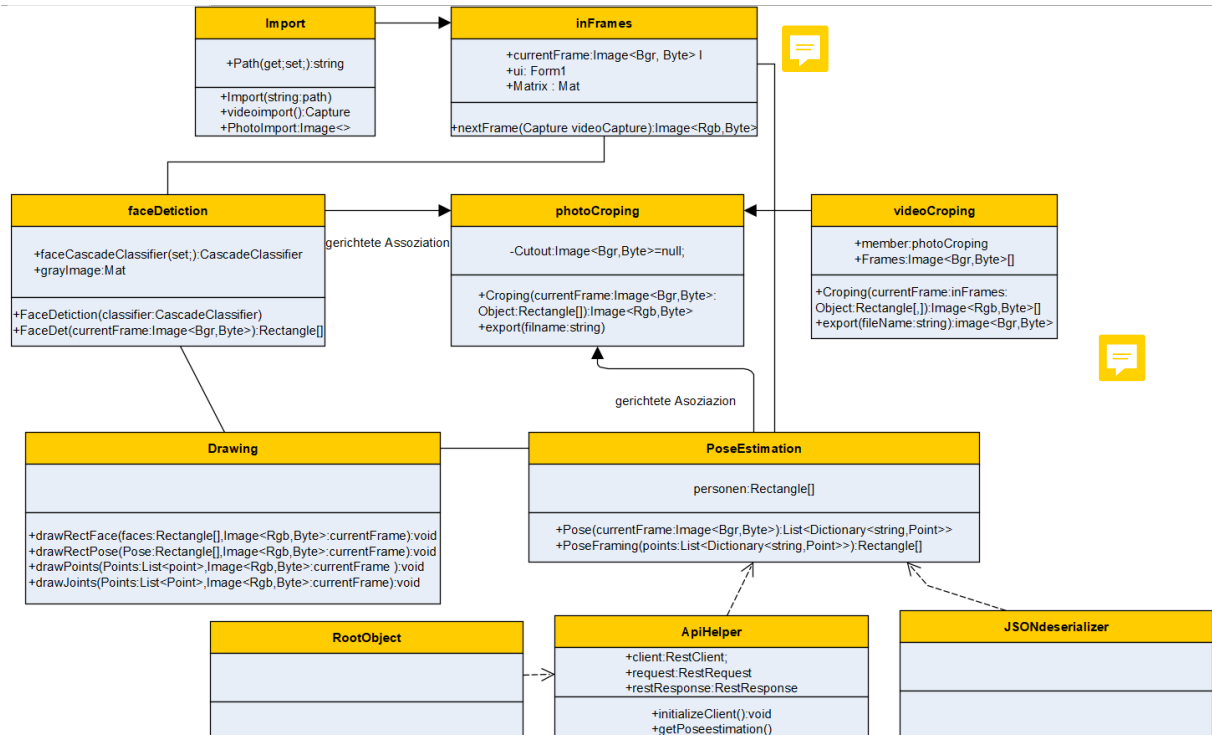 Import
+Path(get;set;):string
+Import(string:path)
+videoimport():Capture
+PhotoImport:Image<>
inFrames
+currentFrame:Image<Bgr, Byte> I
+ui: Form1
+Matrix : Mat
+nextFrame(Capture videoCapture):Image<Rgb,Byte>
faceDetiction
+faceCascadeClassifier(set;):CascadeClassifier
+grayImage:Mat
+FaceDetiction(classifier:CascadeClassifier)
+FaceDet(currentFrame:Image<Bgr,Byte>):Rectangle[]
gerichtete Assoziation
photoCroping
-Cutout:Image<Bgr,Byte>=null;
+Croping(currentFrame:Image<Bgr,Byte>:
Object:Rectangle[]):Image<Rgb,Byte>
+export(filname:string)
videoCroping
+member:photoCroping
+Frames:Image<Bgr,Byte>[]
+Croping(currentFrame:inFrames:
Object:Rectangle[,]):Image<Rgb,Byte>[]
+export(fileName:string):image<Bgr,Byte>
gerichtete Asoziazion
Drawing
+drawRectFace(faces:Rectangle[],Image<Rgb,Byte>:currentFrame):void
+drawRectPose(Pose:Rectangle[],Image<Rgb,Byte>:currentFrame):void
+drawPoints(Points:List<point>,Image<Rgb,Byte>:currentFrame ):void
+drawJoints(Points:List<Point>,Image<Rgb,Byte>:currentFrame):void
PoseEstimation
personen:Rectangle[]
+Pose(currentFrame:Image<Bgr,Byte>):List<Dictionary<string,Point>>
+PoseFraming(points:List<Dictionary<string,Point>>):Rectangle[]
RootObject
ApiHelper
+client:RestClient;
+request:RestRequest
+restResponse:RestResponse
+initializeClient():void
+getPoseestimation()
JSONdeserializer